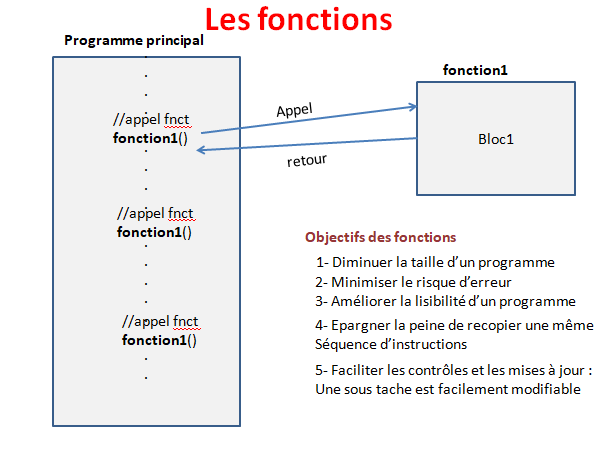 Les fonctions
Programme principal
//appel fnct
fonction1()
//appel fnct
fonction1()
//appel fnct
fonction1()
Appel
retour
fonction1
Bloc1
Objectifs des fonctions
1- Diminuer la taille d’un programme
2- Minimiser le risque d’erreur
3- Améliorer la lisibilité d’un programme
4- Epargner la peine de recopier une même
Séquence d’instructions
5- Faciliter les contrôles et les mises à jour :
Une sous tache est facilement modifiable